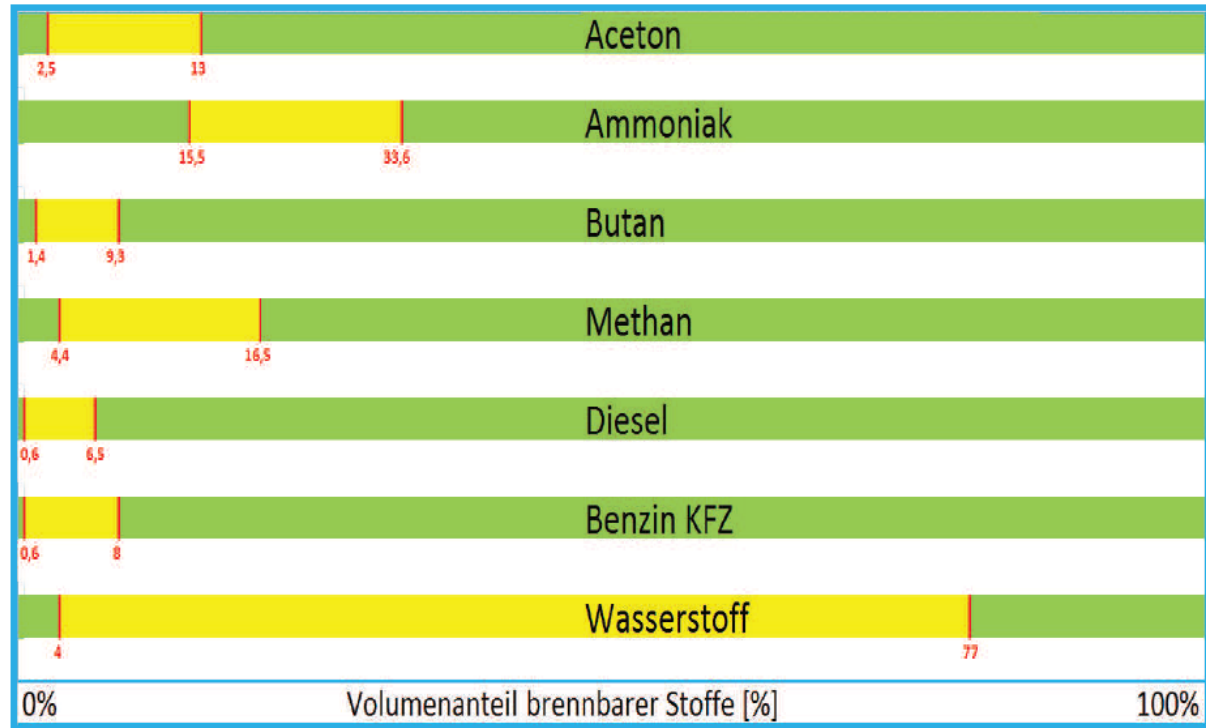 Aceton
2,5 13
Ammoniak
15,5 33,6
Butan
1,4 9,3
Methan
4,4 16,5
Diesel
0,6 6,5
Benzin KFZ
0,6 8
Wasserstoff
4 77
0% Volumenanteil brennbarer Stoffe [%] 100%